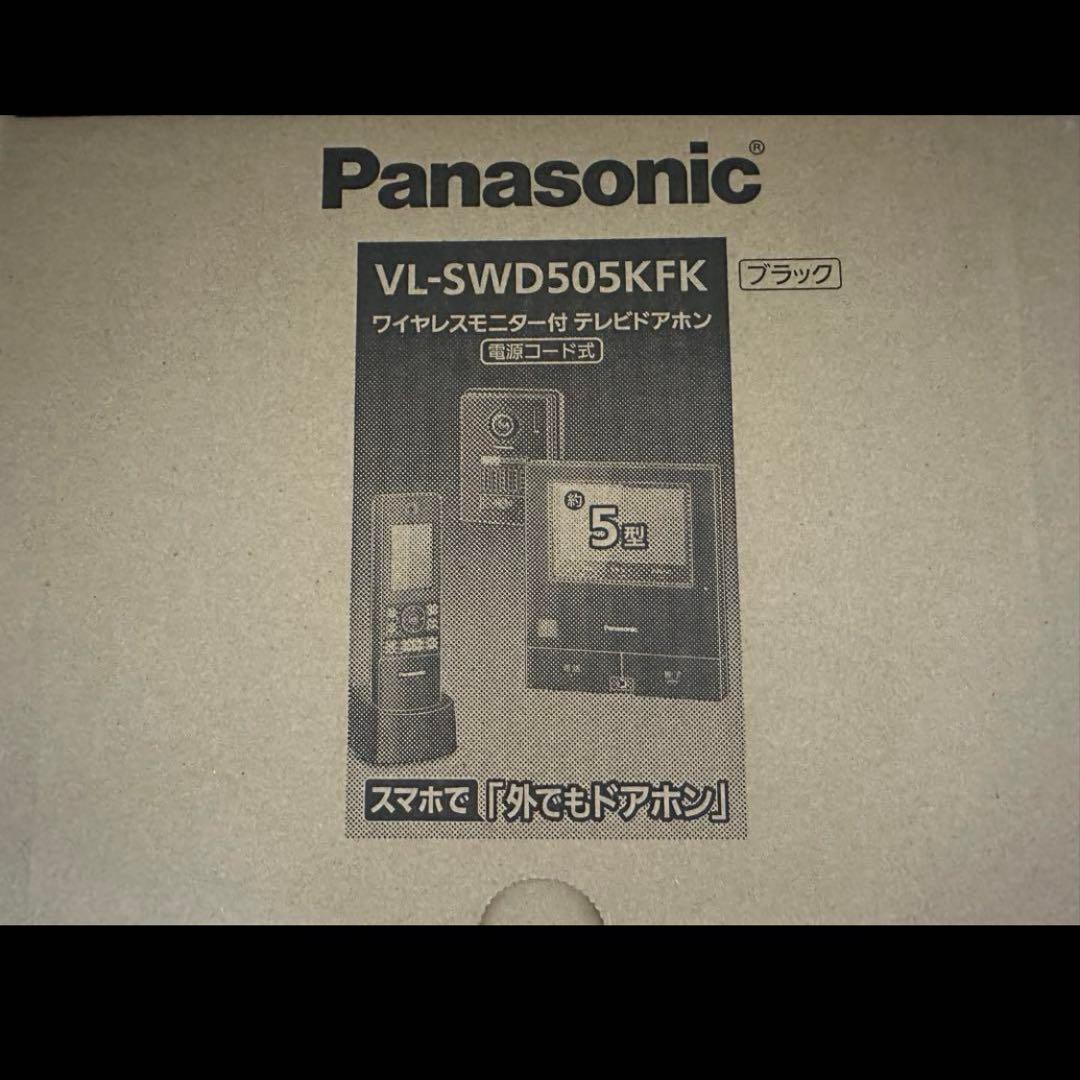 Panasonic®
VL-SWD505KFK
ブラック
ワイヤレスモニター付 テレビドアホン
電源コード式
約
5型
Panasonic
スマホで「外でもドアホン」